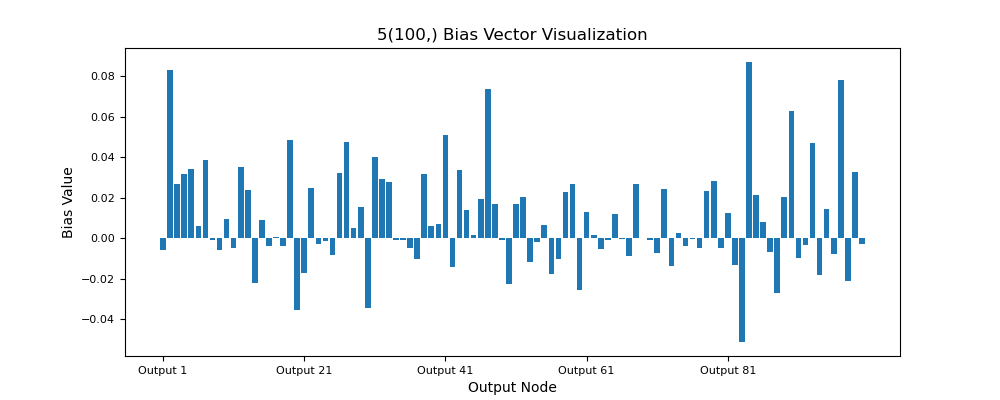 5(100,) Bias Vector Visualization
0.08
0.06
0.04
0.02
0.00
−0.02
−0.04
Bias Value
Output 1 Output 21 Output 41 Output 61 Output 81
Output Node